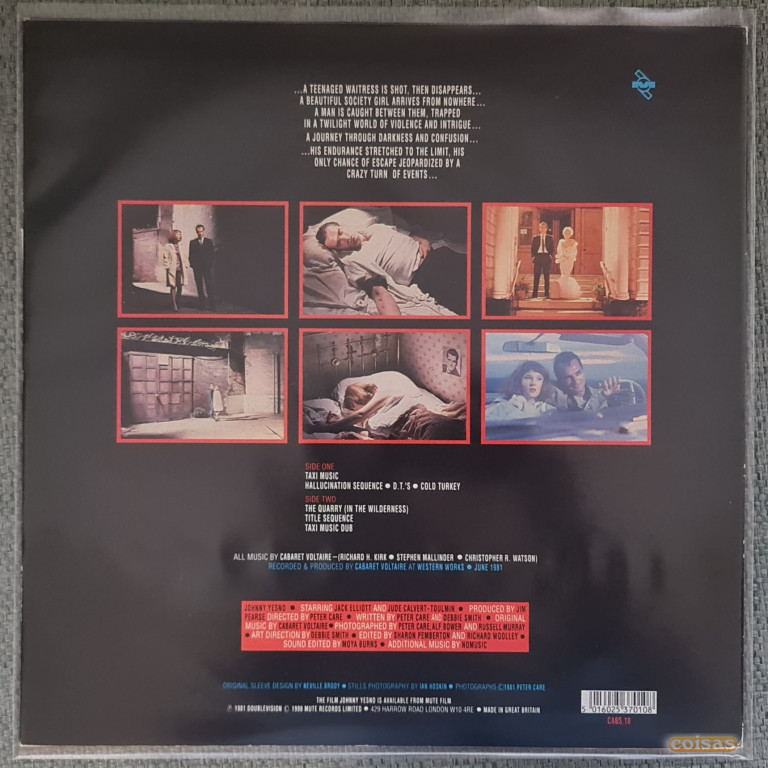 ...A TEENAGED WAITRESS IS SHOT, THEN DISAPPEARS...
A BEAUTIFUL SOCIETY GIRL ARRIVES FROM NOWHERE...
A MAN IS CAUGHT BETWEEN THEM, TRAPPED
IN A TWILIGHT WORLD OF VIOLENCE AND INTRIGUE...
A JOURNEY THROUGH DARKNESS AND CONFUSION...
...HIS ENDURANCE STRETCHED TO THE LIMIT, HIS
ONLY CHANCE OF ESCAPE JEOPARDIZED BY A
CRAZY TURN OF EVENTS...
SIDE ONE
TAXI MUSIC
HALLUCINATION SEQUENCE ● D.T.'S ● COLD TURKEY
SIDE TWO
THE QUARRY (IN THE WILDERNESS)
TITLE SEQUENCE
TAXI MUSIC DUB
ALL MUSIC BY CABARET VOLTAIRE—(RICHARD H. KIRK ● STEPHEN MALLINDER ● CHRISTOPHER R. WATSON)
RECORDED & PRODUCED BY CABARET VOLTAIRE AT WESTERN WORKS ● JUNE 1981
JOHNNY YESNO ● STARRING JACK ELLIOTT AND JUDE CALVERT-TOULMIN ● PRODUCED BY JIM
PEARSE DIRECTED BY PETER CARE ● WRITTEN BY PETER CARE AND DEBBIE SMITH ● ORIGINAL
MUSIC BY CABARET VOLTAIRE ● PHOTOGRAPHED BY PETER CARE, ALF BOWER AND RUSSELL MURRAY
● ART DIRECTION BY DEBBIE SMITH ● EDITED BY SHARON PEMBERTON AND RICHARD WOOLLEY ●
SOUND EDITED BY MOYA BURNS ● ADDITIONAL MUSIC BY NOMUSIC
ORIGINAL SLEEVE DESIGN BY NEVILLE BRODY ● STILLS PHOTOGRAPHY BY IAN HOSKIN ● PHOTOGRAPHS (C)1981 PETER CARE
THE FILM JOHNNY YESNO IS AVAILABLE FROM MUTE FILM
Ⓟ 1981 DOUBLEVISION © 1990 MUTE RECORDS LIMITED ● 429 HARROW ROAD LONDON W10 4RE ● MADE IN GREAT BRITAIN
5 016025 370108
CABS 10
coisas